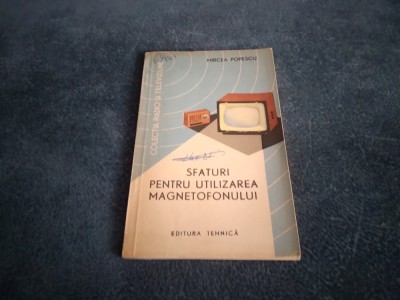 MIRCEA POPESCU
COLECȚIA RADIO ȘI TELEVIZIUNE
SFATURI
PENTRU UTILIZAREA
MAGNETOFONULUI
EDITURA TEHNICĂ